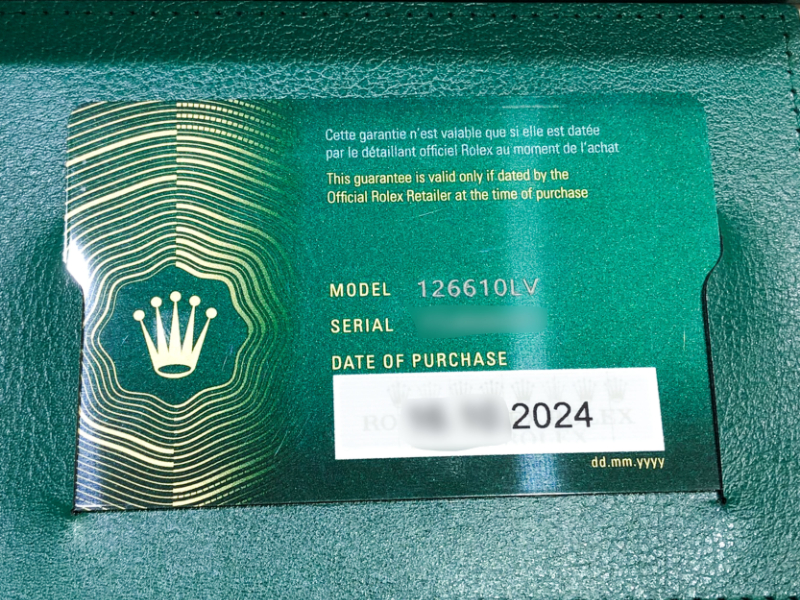 Cette garantie n'est valable que si elle est datée
par le détaillant officiel Rolex au moment de l'achat
This guarantee is valid only if dated by the
Official Rolex Retailer at the time of purchase
MODEL 126610LV
SERIAL
DATE OF PURCHASE
2024
dd.mm.yyyy